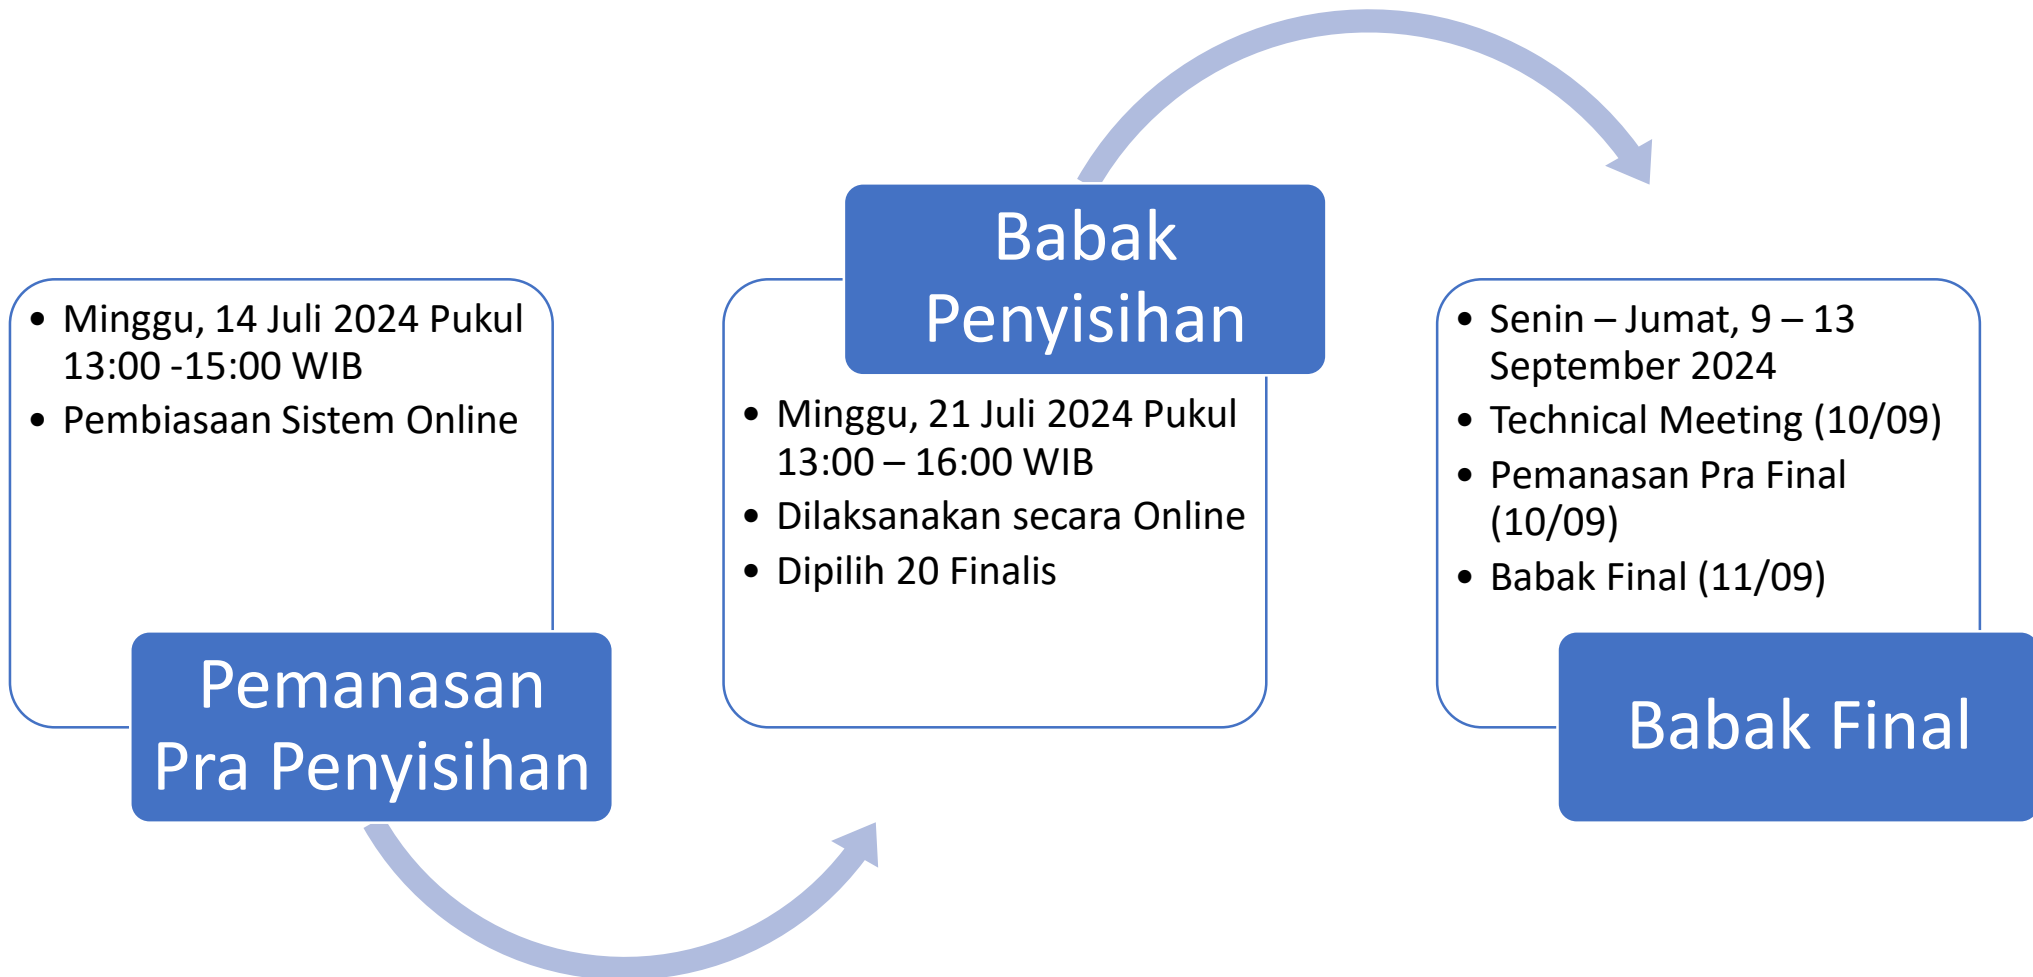 • Minggu, 14 Juli 2024 Pukul
13:00 -15:00 WIB
• Pembiasaan Sistem Online
Pemanasan
Pra Penyisihan
Babak
Penyisihan
• Minggu, 21 Juli 2024 Pukul
13:00 – 16:00 WIB
• Dilaksanakan secara Online
• Dipilih 20 Finalis
• Senin – Jumat, 9 – 13
September 2024
• Technical Meeting (10/09)
• Pemanasan Pra Final
(10/09)
• Babak Final (11/09)
Babak Final